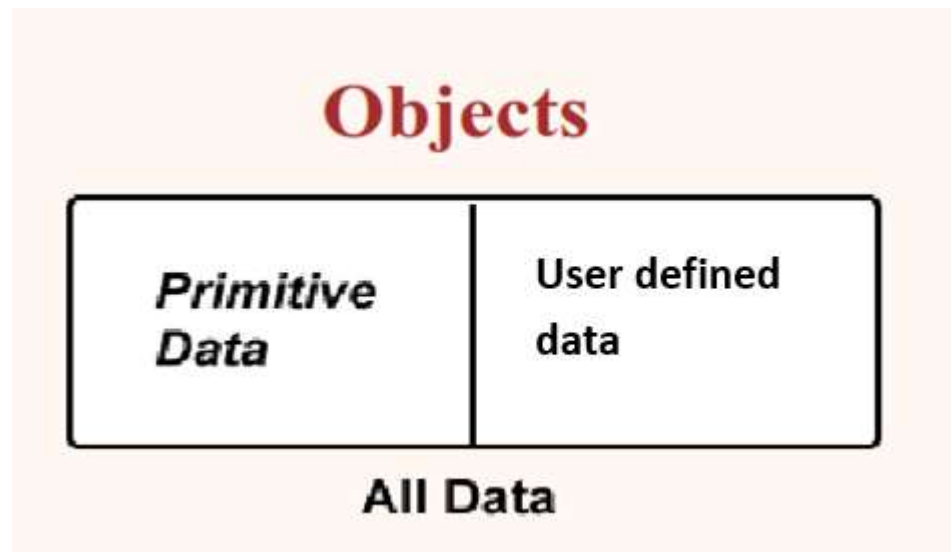 Objects
Primitive
Data
User defined
data
All Data